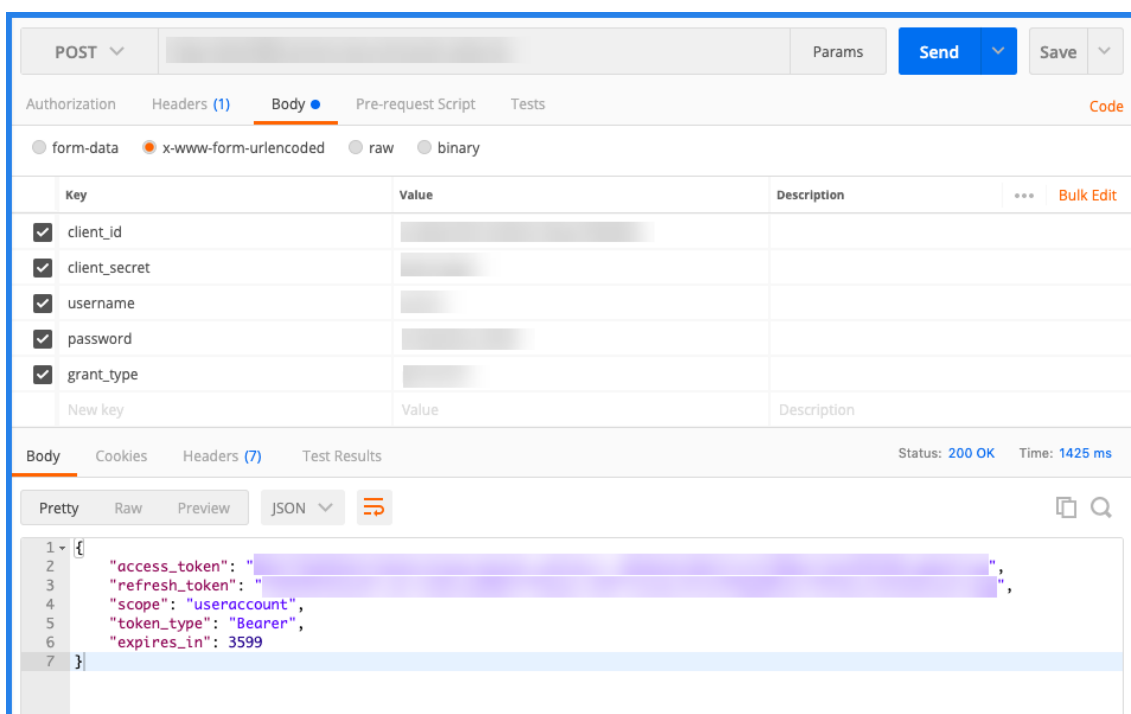 POST Params Send Save
Authorization Headers (1) Body Pre-request Script Tests Code
form-data x-www-form-urlencoded raw binary
Key Value Description ••• Bulk Edit
client_id
client_secret
username
password
grant_type
New key Value Description
Body Cookies Headers (7) Test Results Status: 200 OK Time: 1425 ms
Pretty Raw Preview JSON
1 {
2 "access_token": "",
3 "refresh_token": "",
4 "scope": "useraccount",
5 "token_type": "Bearer",
6 "expires_in": 3599
7 }